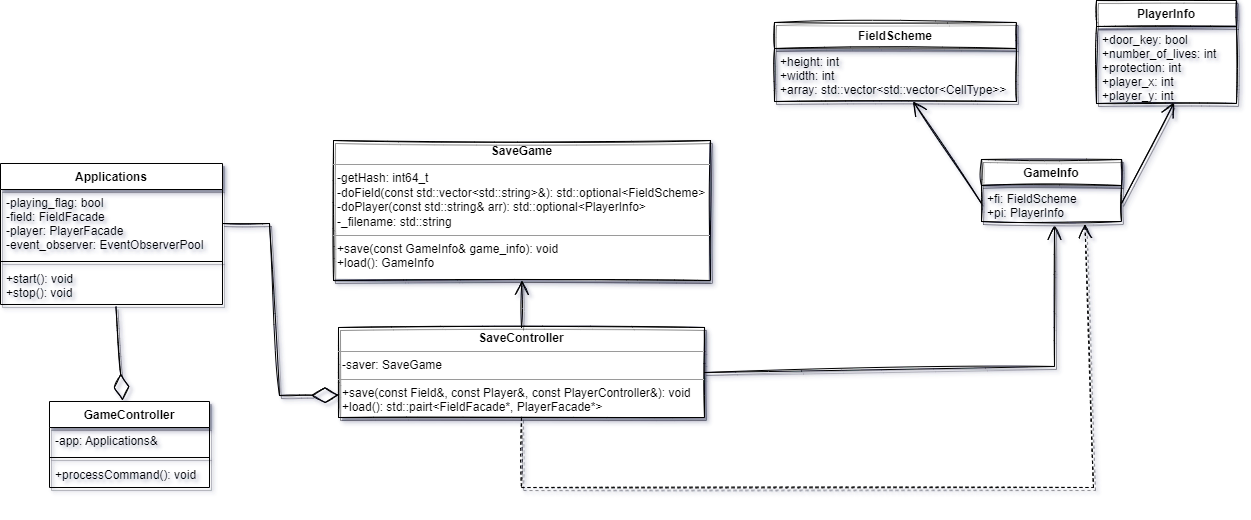 PlayerInfo
+door_key: bool
+number_of_lives: int
+protection: int
+player_x: int
+player_y: int
FieldScheme
+height: int
+width: int
+array: std::vector<std::vector<CellType>>
SaveGame
-getHash: int64_t
-doField(const std::vector<std::string>&): std::optional<FieldScheme>
-doPlayer(const std::string& arr): std::optional<PlayerInfo>
-_filename: std::string
+save(const GameInfo& game_info): void
+load(): GameInfo
GameInfo
+fi: FieldScheme
+pi: PlayerInfo
Applications
-playing_flag: bool
-field: FieldFacade
-player: PlayerFacade
-event_observer: EventObserverPool
+start(): void
+stop(): void
SaveController
-saver: SaveGame
+save(const Field&, const Player&, const PlayerController&): void
+load(): std::pairt<FieldFacade*, PlayerFacade*>
GameController
-app: Applications&
+processCommand(): void